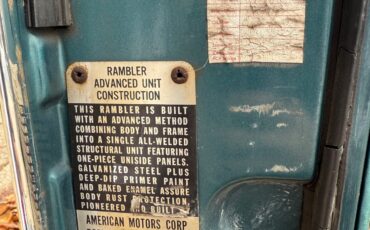 RAMBLER
ADVANCED UNIT
CONSTRUCTION
THIS RAMBLER IS BUILT
WITH AN ADVANCED METHOD
COMBINING BODY AND FRAME
INTO A SINGLE ALL-WELDED
STRUCTURAL UNIT FEATURING
ONE-PIECE UNISIDE PANELS.
GALVANIZED STEEL PLUS
DEEP-DIP PRIMER PAINT
AND BAKED ENAMEL ASSURE
BODY RUST PROTECTION
PIONEERED AND BUILT
AMERICAN MOTORS CORP